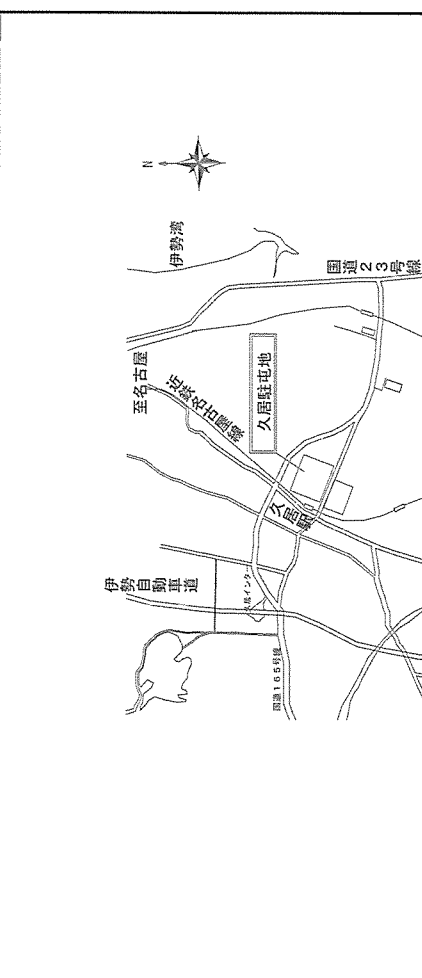 N
伊勢湾
国道23号線
至名古屋
近鉄名古屋線
久居駐屯地
久居駅
伊勢自動車道
久居インター
国道165号線